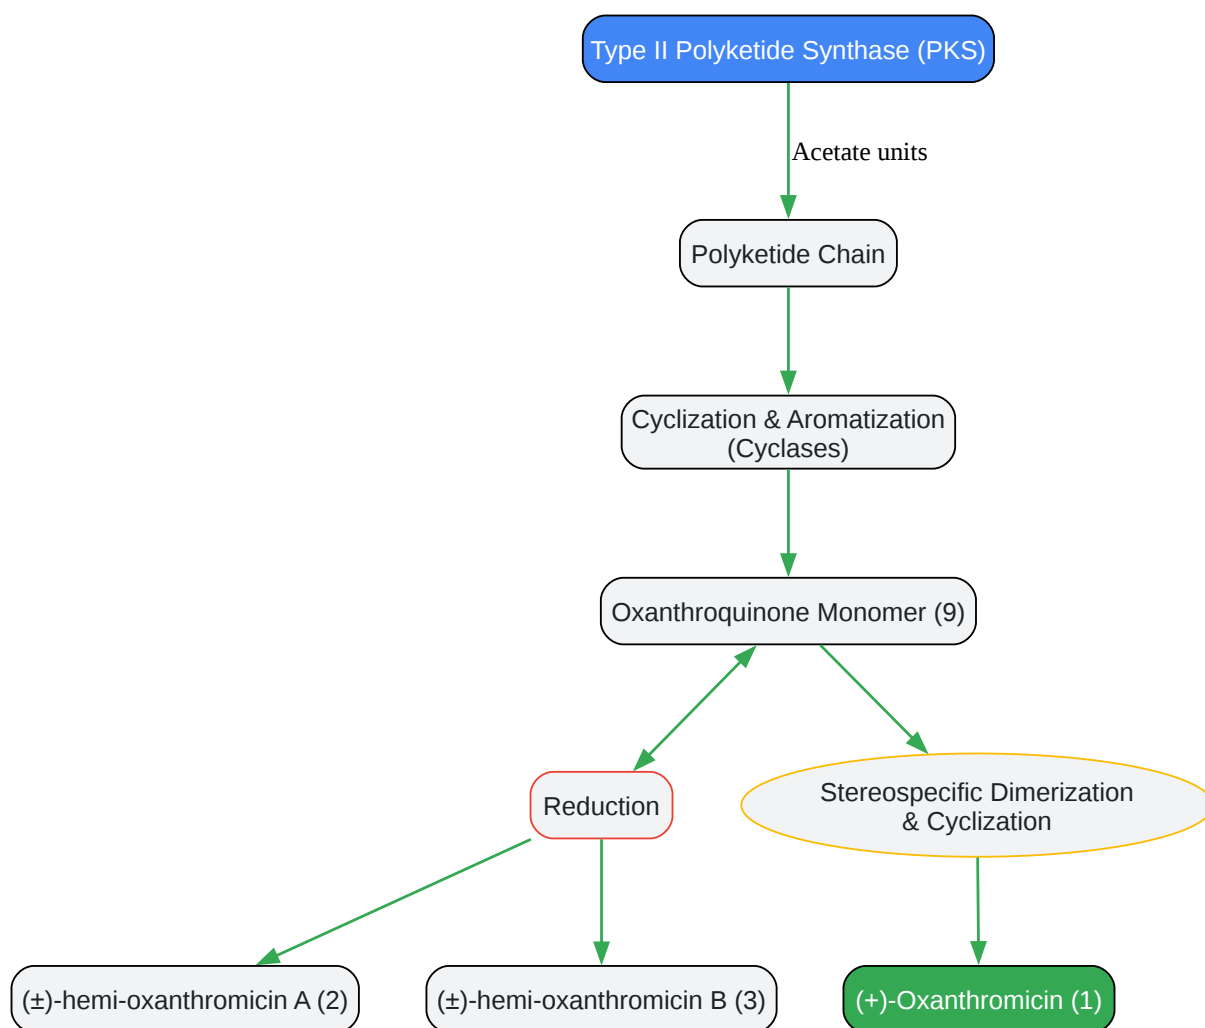 Type II Polyketide Synthase (PKS)
Acetate units
Polyketide Chain
Cyclization & Aromatization
(Cyclases)
Oxanthroquinone Monomer (9)
Reduction
Stereospecific Dimerization
& Cyclization
(±)-hemi-oxanthromicin A (2)
(±)-hemi-oxanthromicin B (3)
(+)-Oxanthromicin (1)